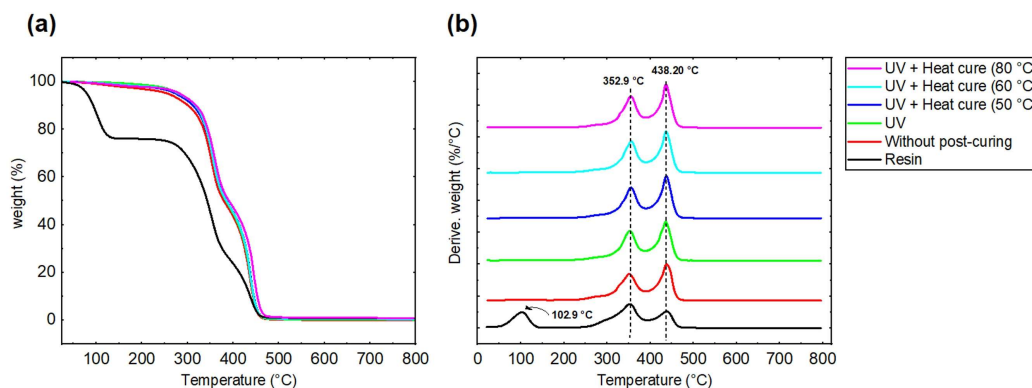 (a)
(b)
100
80
60
40
20
0
weight (%)
100 200 300 400 500 600 700 800
Temperature (°C)
Derive. weight (%/°C)
352.9 °C
438.20 °C
102.9 °C
0 100 200 300 400 500 600 700 800
Temperature (°C)
UV + Heat cure (80 °C
UV + Heat cure (60 °C
UV + Heat cure (50 °C
UV
Without post-curing
Resin